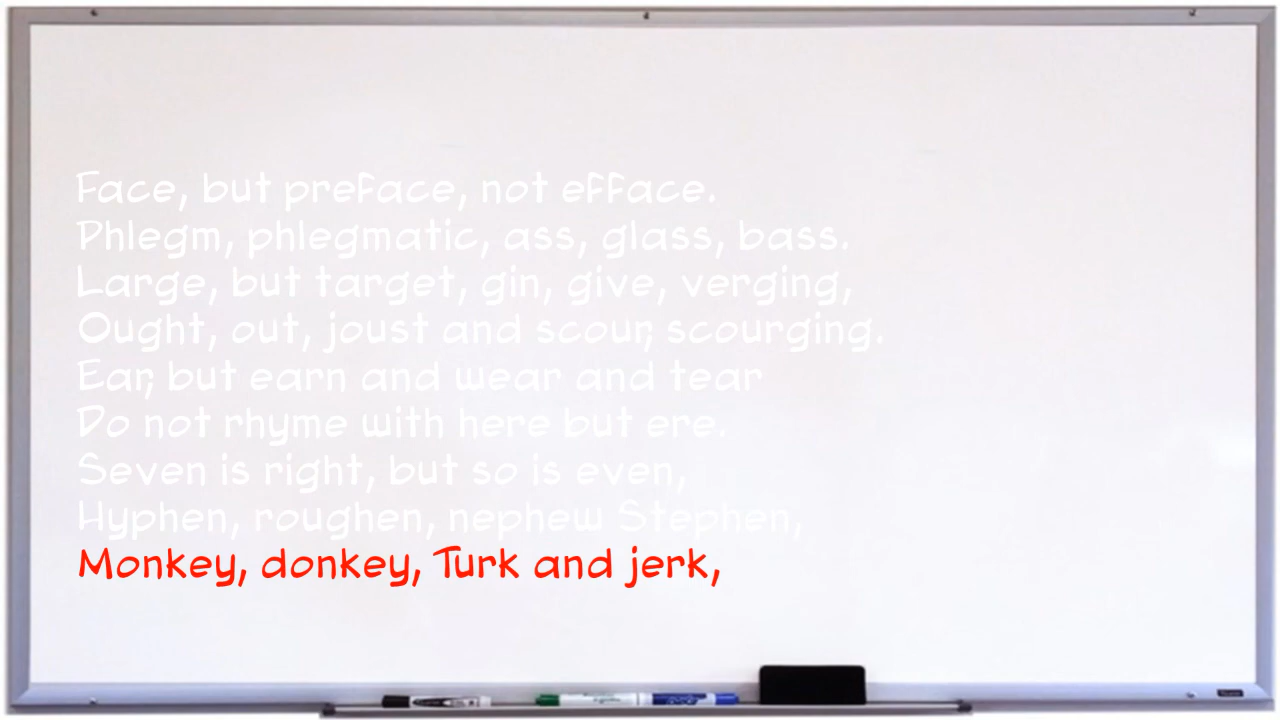 Face, but preface, not efface.
Phlegm, phlegmatic, ass, glass, bass.
Large, but target, gin, give, verging,
Ought, out, joust and scour, scourging.
Ear, but earn and wear and tear
Do not rhyme with here but ere.
Seven is right, but so is even,
Hyphen, roughen, nephew Stephen,
Monkey, donkey, Turk and jerk,